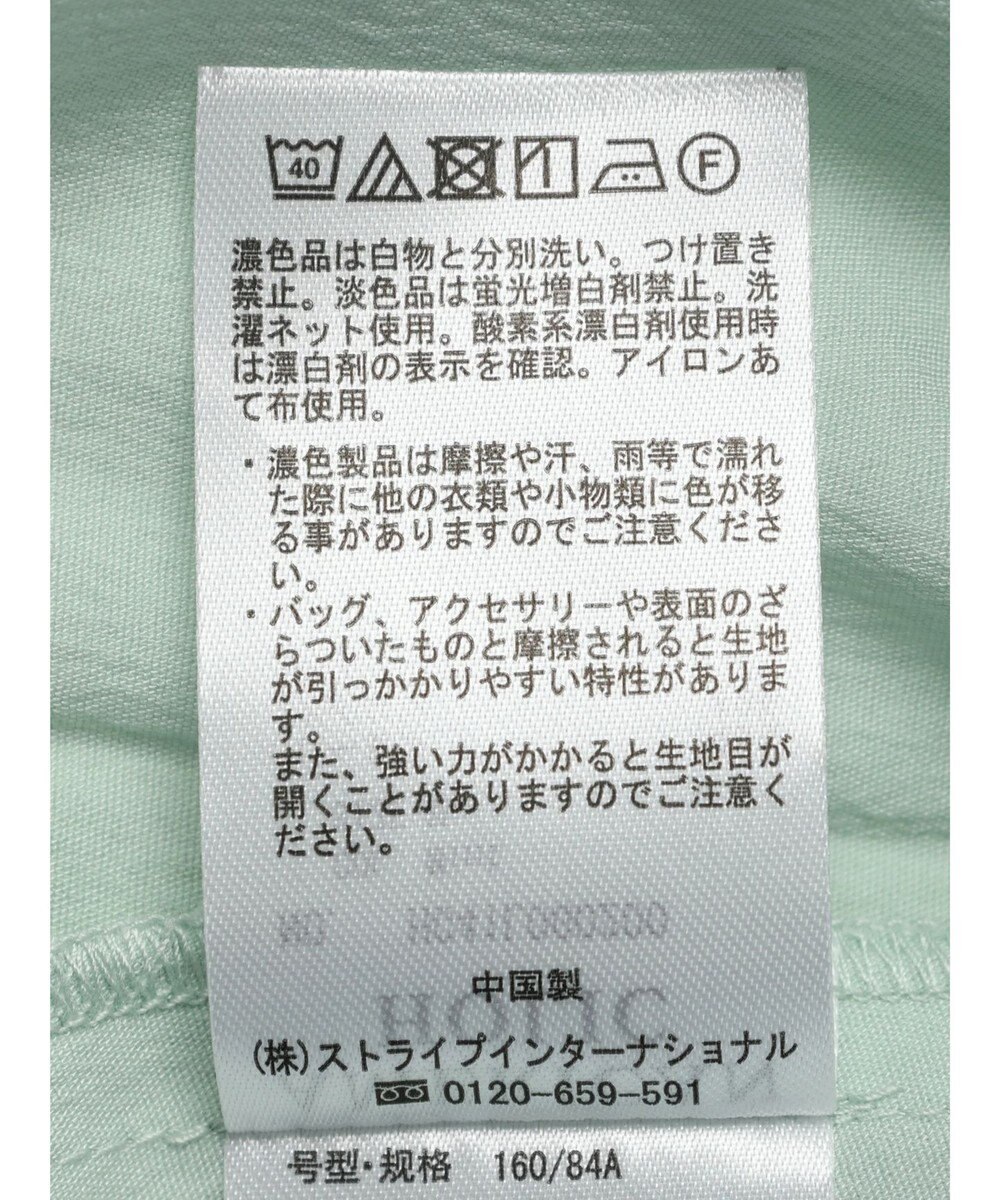 40
F
濃色品は白物と分別洗い。つけ置き
禁止。淡色品は蛍光増白剤禁止。洗
濯ネット使用。酸素系漂白剤使用時
は漂白剤の表示を確認。アイロンあ
て布使用。
・濃色製品は摩擦や汗、雨等で濡れ
た際に他の衣類や小物類に色が移
る事がありますのでご注意くださ
い。
・バッグ、アクセサリーや表面のざ
らついたものと摩擦されると生地
が引っかかりやすい特性がありま
す。
また、強い力がかかると生地目が
開くことがありますのでご注意く
ださい。
中国製
(株)ストライプインターナショナル
0120-659-591
号型·规格 160/84A